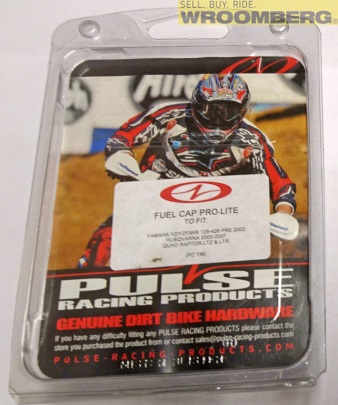 SELL. BUY. RIDE.
WROOMBERG
FUEL CAP PRO-LITE
TO FIT:
YAMAHA YZ/YZF/WR 125-426 PRE 2002
HUSQVARNA 2005-2007
QUAD RAPTOR LTZ & LTR
(FC YM)
PULSE
RACING PRODUCTS
GENUINE DIRT BIKE HARDWARE
If you have any difficulty fitting any PULSE RACING PRODUCTS please contact the
store you purchased the product from or contact sales@pulse-racing-products.com
PULSE-RACING-PRODUCTS.COM